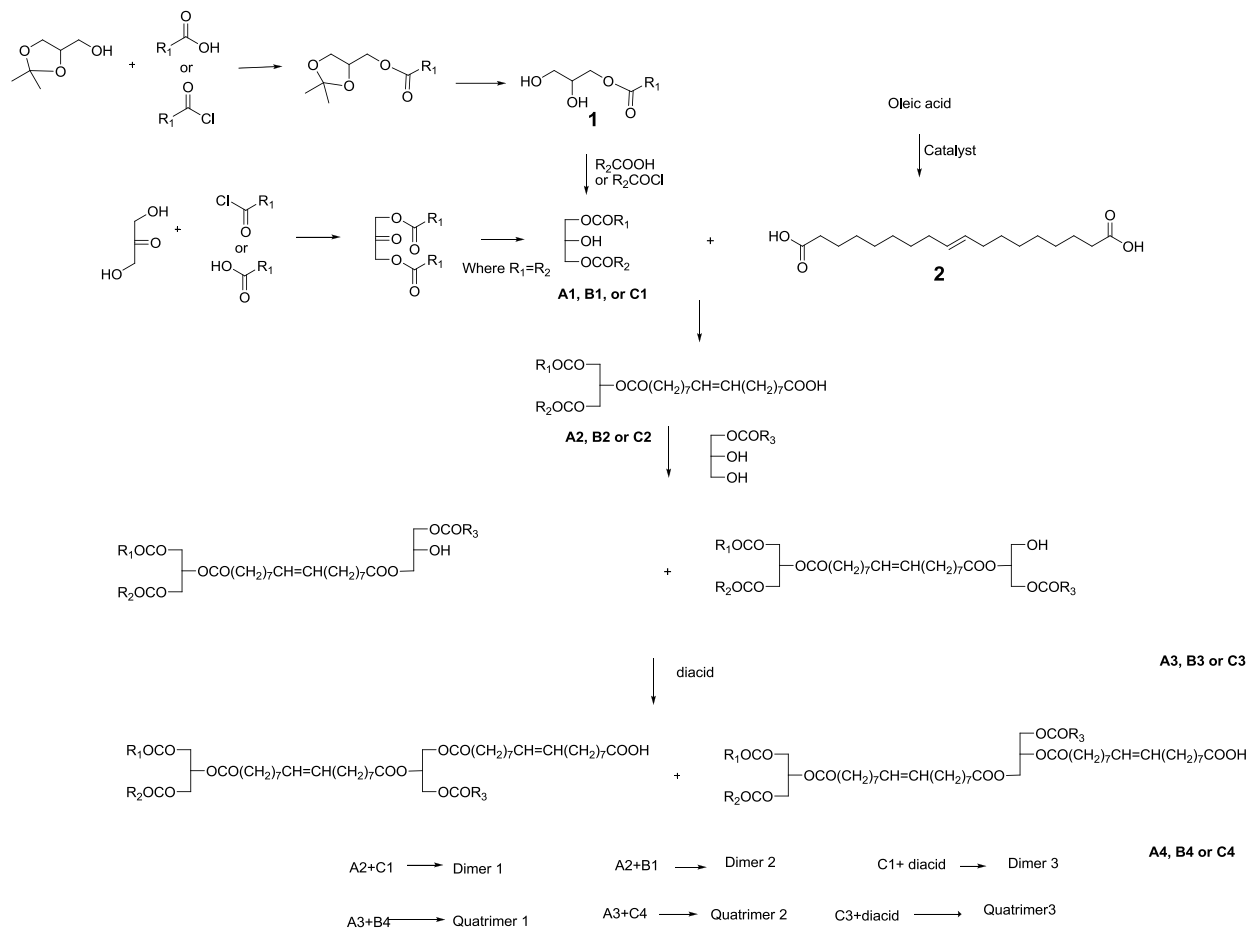 OH
O
O
+
O
R1
OH
or
O
R1
Cl
O
O
O
R1
O
HO
OH
O
R1
O
1
R2COOH
or R2COCl
Oleic acid
Catalyst
OH
O
HO
+
Cl
R1
O
or
HO
R1
O
O
R1
O
O
O
R1
O
Where R1=R2
OCOR1
OH
OCOR2
A1, B1, or C1
+
HO
O
O
OH
2
R1OCO
OCO(CH2)7CH=CH(CH2)7COOH
R2OCO
A2, B2 or C2
OCOR3
OH
OH
OCOR3
OH
R1OCO
OCO(CH2)7CH=CH(CH2)7COO
R2OCO
+
OH
R1OCO
OCO(CH2)7CH=CH(CH2)7COO
R2OCO
OCOR3
A3, B3 or C3
diacid
OCO(CH2)7CH=CH(CH2)7COOH
R1OCO
OCO(CH2)7CH=CH(CH2)7COO
R2OCO
OCOR3
+
OCOR3
R1OCO
OCO(CH2)7CH=CH(CH2)7COOH
OCO(CH2)7CH=CH(CH2)7COO
R2OCO
A4, B4 or C4
A2+C1 Dimer 1
A2+B1 Dimer 2
C1+ diacid Dimer 3
A3+B4 Quatrimer 1
A3+C4 Quatrimer 2
C3+diacid Quatrimer3